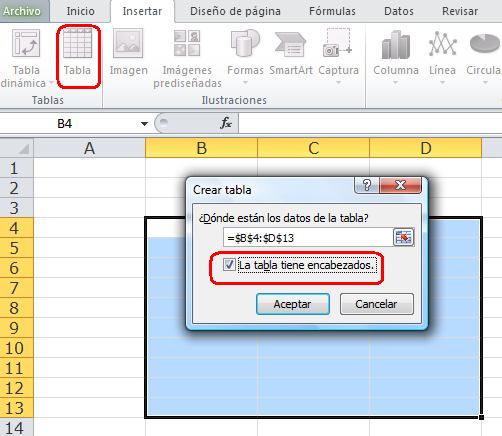 Archivo Inicio Insertar Diseño de página Fórmulas Datos Revisar
Tabla dinámica Tabla Imagen Imágenes prediseñadas Formas SmartArt Captura Columna Línea Circula
Tablas Ilustraciones
B4 fx
A B C D
1
2
3
4
5
6
7
8
9
10
11
12
13
14
Crear tabla ?
¿Dónde están los datos de la tabla?
=$B$4:$D$13
La tabla tiene encabezados.
Aceptar Cancelar